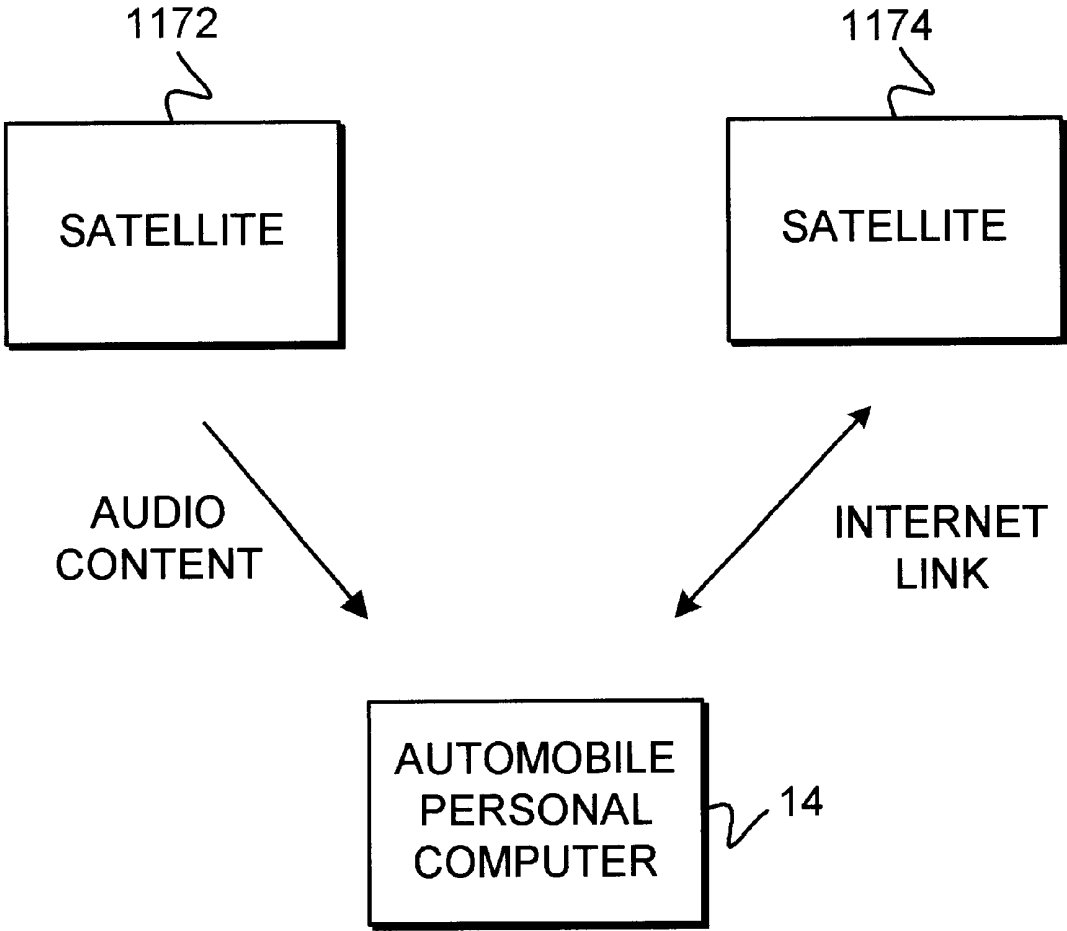 1172
1174
SATELLITE
SATELLITE
AUDIO
CONTENT
INTERNET
LINK
AUTOMOBILE
PERSONAL
COMPUTER
14